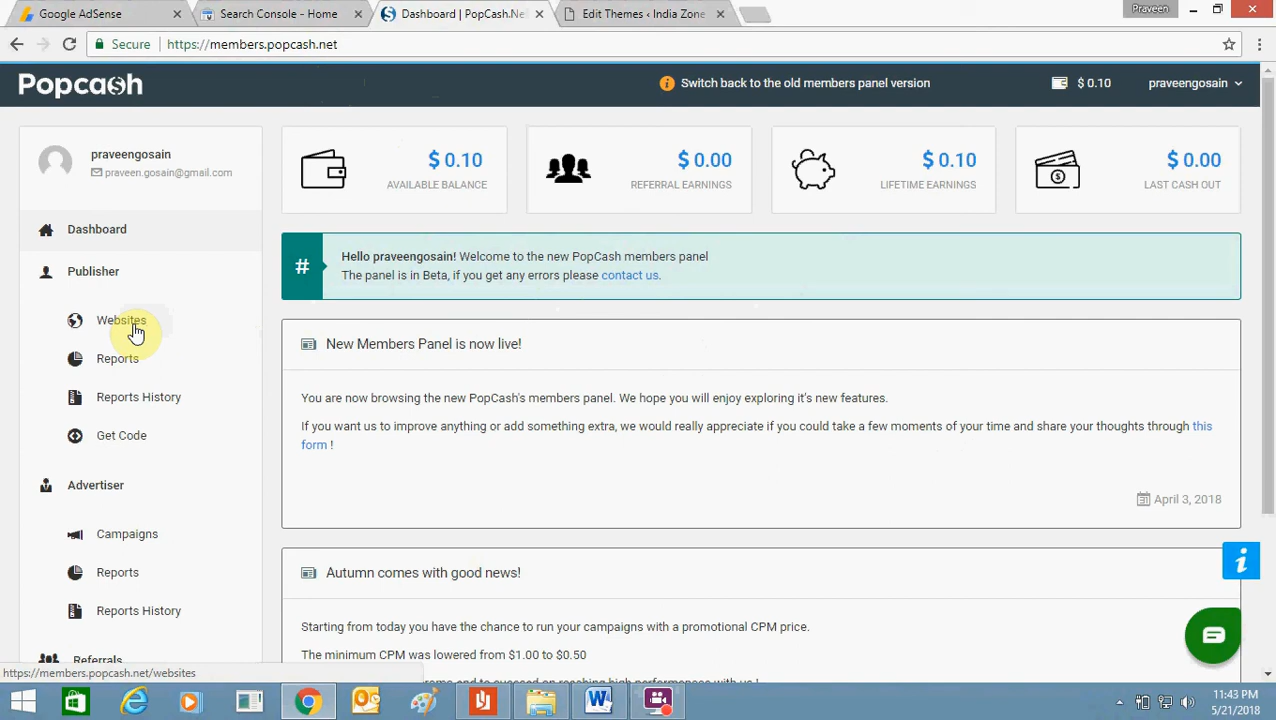 Google AdSense
Search Console - Home
Dashboard | PopCash.Ne
Edit Themes ‹ India Zone
Praveen
Secure
https://members.popcash.net
Popcash
Switch back to the old members panel version
$ 0.10
praveengosain
praveengosain
praveen.gosain@gmail.com
$ 0.10
AVAILABLE BALANCE
$ 0.00
REFERRAL EARNINGS
$ 0.10
LIFETIME EARNINGS
$ 0.00
LAST CASH OUT
Dashboard
Publisher
Websites
Reports
Reports History
Get Code
Advertiser
Campaigns
Reports
Reports History
Referrals
# Hello praveengosain! Welcome to the new PopCash members panel
The panel is in Beta, if you get any errors please contact us.
New Members Panel is now live!
You are now browsing the new PopCash's members panel. We hope you will enjoy exploring it's new features.
If you want us to improve anything or add something extra, we would really appreciate if you could take a few moments of your time and share your thoughts through this
form !
April 3, 2018
Autumn comes with good news!
Starting from today you have the chance to run your campaigns with a promotional CPM price.
The minimum CPM was lowered from $1.00 to $0.50
https://members.popcash.net/websites
11:43 PM
5/21/2018